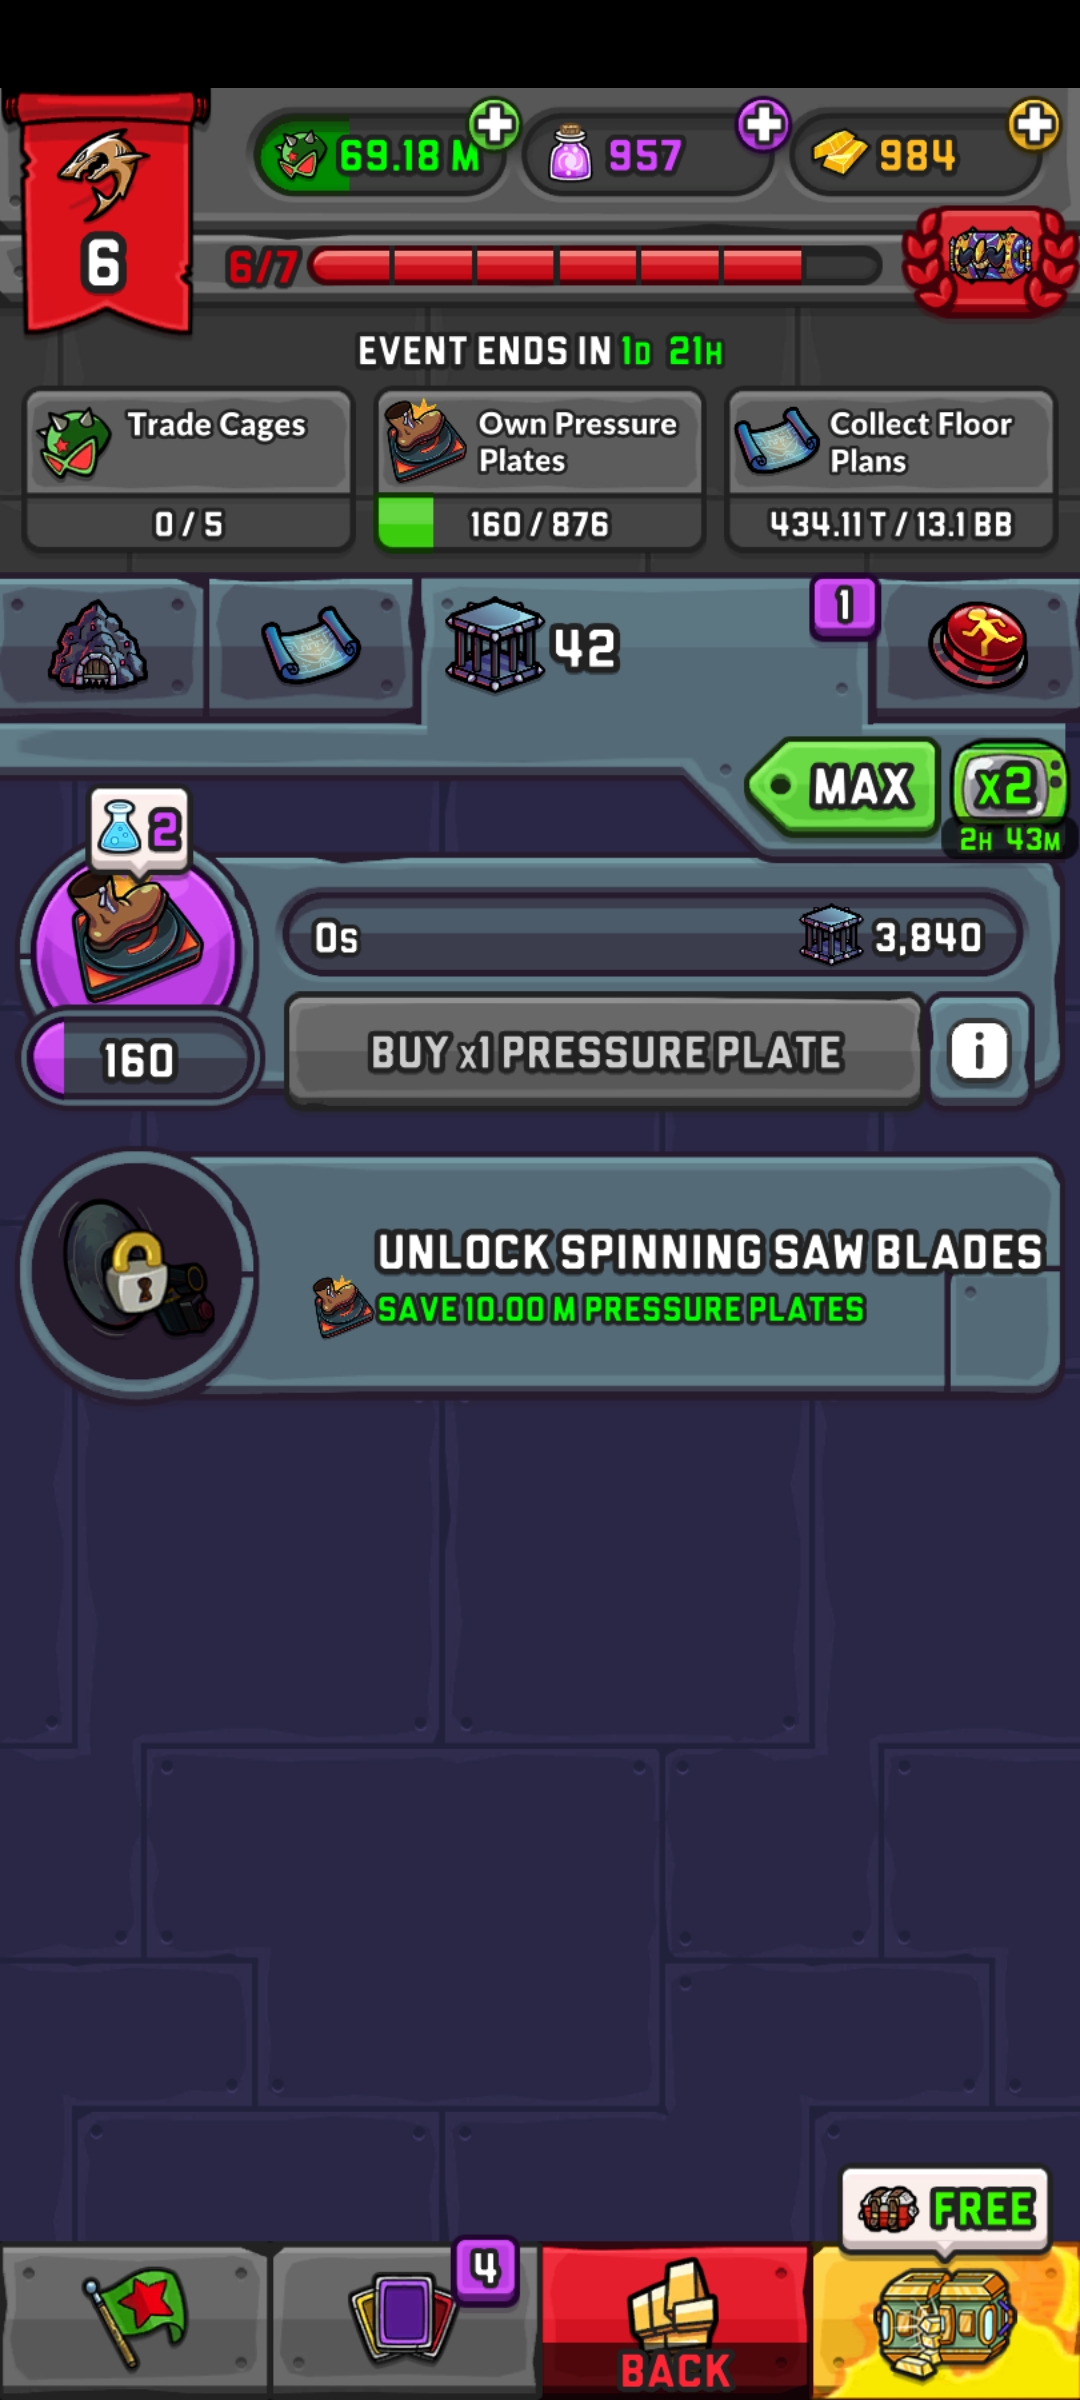 69.18 M
957
984
6
6/7
EVENT ENDS IN 1D 21H
Trade Cages
0 / 5
Own Pressure
Plates
160 / 876
Collect Floor
Plans
434.11 T / 13.1 BB
42
1
MAX
x2
2H 43M
2
0s
3,840
160
BUY x1 PRESSURE PLATE
i
UNLOCK SPINNING SAW BLADES
SAVE 10.00 M PRESSURE PLATES
FREE
4
BACK